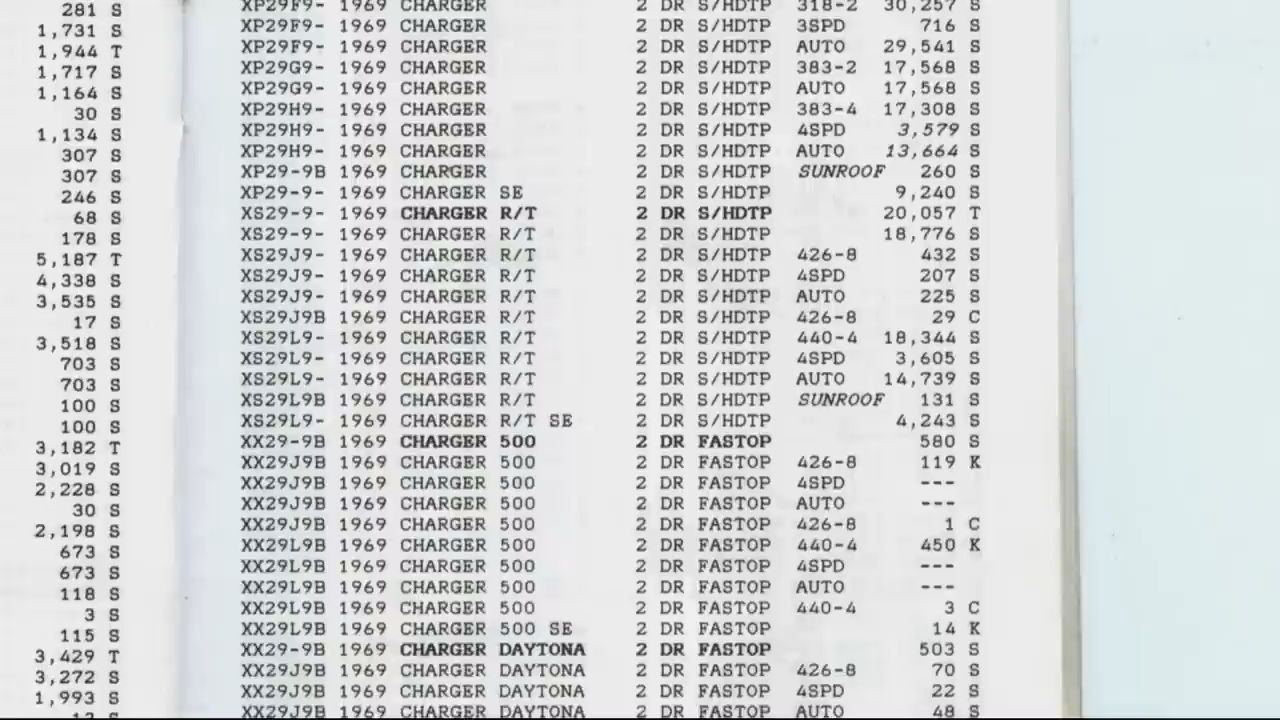 281 S
1,731 S
1,944 T
1,717 S
1,164 S
30 S
1,134 S
307 S
307 S
246 S
68 S
178 S
5,187 T
4,338 S
3,535 S
17 S
3,518 S
703 S
703 S
100 S
100 S
3,182 T
3,019 S
2,228 S
30 S
2,198 S
673 S
673 S
118 S
3 S
115 S
3,429 T
3,272 S
1,993 S
XP29F9- 1969 CHARGER 2 DR S/HDTP 318-2 30,257 S
XP29F9- 1969 CHARGER 2 DR S/HDTP 3SPD 716 S
XP29F9- 1969 CHARGER 2 DR S/HDTP AUTO 29,541 S
XP29G9- 1969 CHARGER 2 DR S/HDTP 383-2 17,568 S
XP29G9- 1969 CHARGER 2 DR S/HDTP AUTO 17,568 S
XP29H9- 1969 CHARGER 2 DR S/HDTP 383-4 17,308 S
XP29H9- 1969 CHARGER 2 DR S/HDTP 4SPD 3,579 S
XP29H9- 1969 CHARGER 2 DR S/HDTP AUTO 13,664 S
XP29-9B 1969 CHARGER 2 DR S/HDTP SUNROOF 260 S
XP29-9- 1969 CHARGER SE 2 DR S/HDTP 9,240 S
XS29-9- 1969 CHARGER R/T 2 DR S/HDTP 20,057 T
XS29-9- 1969 CHARGER R/T 2 DR S/HDTP 18,776 S
XS29J9- 1969 CHARGER R/T 2 DR S/HDTP 426-8 432 S
XS29J9- 1969 CHARGER R/T 2 DR S/HDTP 4SPD 207 S
XS29J9- 1969 CHARGER R/T 2 DR S/HDTP AUTO 225 S
XS29J9B 1969 CHARGER R/T 2 DR S/HDTP 426-8 29 C
XS29L9- 1969 CHARGER R/T 2 DR S/HDTP 440-4 18,344 S
XS29L9- 1969 CHARGER R/T 2 DR S/HDTP 4SPD 3,605 S
XS29L9- 1969 CHARGER R/T 2 DR S/HDTP AUTO 14,739 S
XS29L9B 1969 CHARGER R/T 2 DR S/HDTP SUNROOF 131 S
XS29L9- 1969 CHARGER R/T SE 2 DR S/HDTP 4,243 S
XX29-9B 1969 CHARGER 500 2 DR FASTOP 580 S
XX29J9B 1969 CHARGER 500 2 DR FASTOP 426-8 119 K
XX29J9B 1969 CHARGER 500 2 DR FASTOP 4SPD ---
XX29J9B 1969 CHARGER 500 2 DR FASTOP AUTO ---
XX29J9B 1969 CHARGER 500 2 DR FASTOP 426-8 1 C
XX29L9B 1969 CHARGER 500 2 DR FASTOP 440-4 450 K
XX29L9B 1969 CHARGER 500 2 DR FASTOP 4SPD ---
XX29L9B 1969 CHARGER 500 2 DR FASTOP AUTO ---
XX29L9B 1969 CHARGER 500 2 DR FASTOP 440-4 3 C
XX29L9B 1969 CHARGER 500 SE 2 DR FASTOP 14 K
XX29-9B 1969 CHARGER DAYTONA 2 DR FASTOP 503 S
XX29J9B 1969 CHARGER DAYTONA 2 DR FASTOP 426-8 70 S
XX29J9B 1969 CHARGER DAYTONA 2 DR FASTOP 4SPD 22 S
XX29J9B 1969 CHARGER DAYTONA 2 DR FASTOP AUTO 48 S